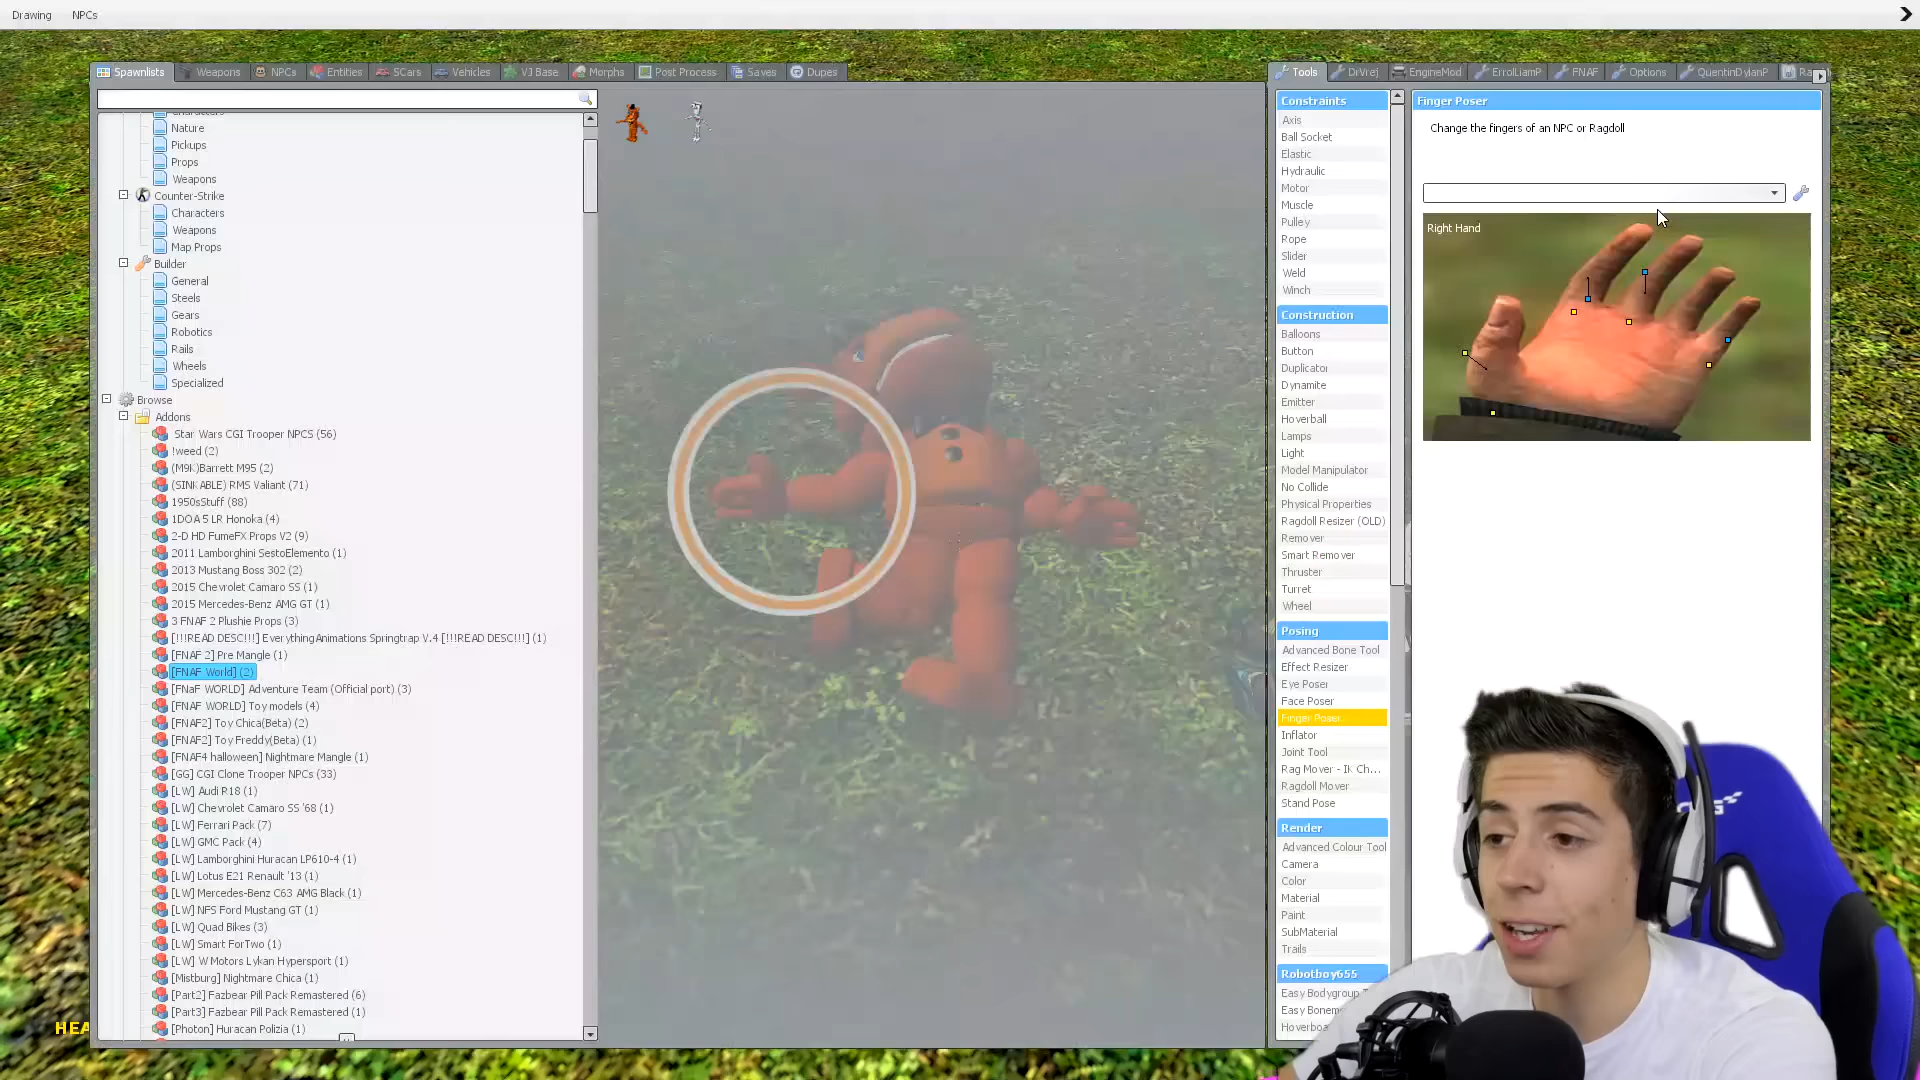 Drawing NPCs
Spawnlists Weapons NPCs Entities SCars Vehicles VJ Base Morphs Post Process Saves Dupes
Nature
Pickups
Props
Weapons
Counter-Strike
Characters
Weapons
Map Props
Builder
General
Steels
Gears
Robotics
Rails
Wheels
Specialized
Browse
Addons
Star Wars CGI Trooper NPCS (56)
!weed (2)
(M9K)Barrett M95 (2)
(SINKABLE) RMS Valiant (71)
1950sStuff (88)
1DOA 5 LR Honoka (4)
2-D HD FumeFX Props V2 (9)
2011 Lamborghini SestoElemento (1)
2013 Mustang Boss 302 (2)
2015 Chevrolet Camaro SS (1)
2015 Mercedes-Benz AMG GT (1)
3 FNAF 2 Plushie Props (3)
[!!!READ DESC!!!] EverythingAnimations Springtrap V.4 [!!!READ DESC!!!] (1)
[FNAF 2] Pre Mangle (1)
[FNAF World] (2)
[FNaF WORLD] Adventure Team (Official port) (3)
[FNAF WORLD] Toy models (4)
[FNAF2] Toy Chica(Beta) (2)
[FNAF2] Toy Freddy(Beta) (1)
[FNAF4 halloween] Nightmare Mangle (1)
[GG] CGI Clone Trooper NPCs (33)
[LW] Audi R18 (1)
[LW] Chevrolet Camaro SS '68 (1)
[LW] Ferrari Pack (7)
[LW] GMC Pack (4)
[LW] Lamborghini Huracan LP610-4 (1)
[LW] Lotus E21 Renault '13 (1)
[LW] Mercedes-Benz C63 AMG Black (1)
[LW] NFS Ford Mustang GT (1)
[LW] Quad Bikes (3)
[LW] Smart ForTwo (1)
[LW] W Motors Lykan Hypersport (1)
[Mistburg] Nightmare Chica (1)
[Part2] Fazbear Pill Pack Remastered (6)
[Part3] Fazbear Pill Pack Remastered (1)
[Photon] Huracan Polizia (1)
HEA
Tools DrVrej EngineMod ErrolLiamP FNAF Options QuentinDylanP
Constraints
Axis
Ball Socket
Elastic
Hydraulic
Motor
Muscle
Pulley
Rope
Slider
Weld
Winch
Construction
Balloons
Button
Duplicator
Dynamite
Emitter
Hoverball
Lamps
Light
Model Manipulator
No Collide
Physical Properties
Ragdoll Resizer (OLD)
Remover
Smart Remover
Thruster
Turret
Wheel
Posing
Advanced Bone Tool
Effect Resizer
Eye Poser
Face Poser
Finger Poser
Inflator
Joint Tool
Rag Mover - IK Ch...
Ragdoll Mover
Stand Pose
Render
Advanced Colour Tool
Camera
Color
Material
Paint
SubMaterial
Trails
Robotboy655
Easy Bodygroup
Easy Bonem
Hoverboa
Finger Poser
Change the fingers of an NPC or Ragdoll
Right Hand